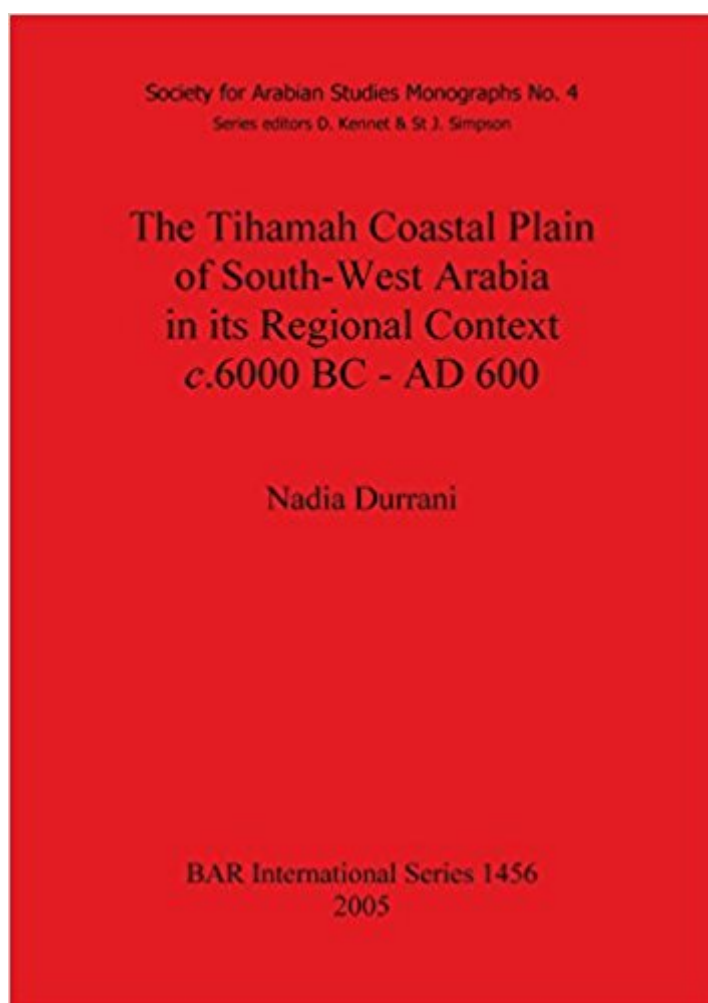 Society for Arabian Studies Monographs No. 4
Series editors D. Kennet & St J. Simpson
The Tihamah Coastal Plain
of South-West Arabia
in its Regional Context
c.6000 BC - AD 600
Nadia Durrani
BAR International Series 1456
2005